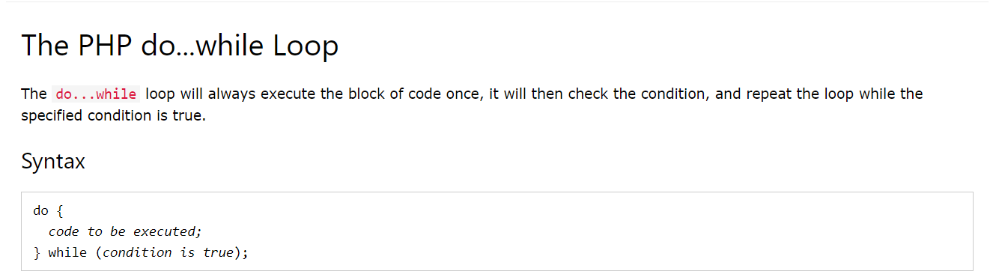 The PHP do...while Loop
The do...while loop will always execute the block of code once, it will then check the condition, and repeat the loop while the
specified condition is true.
Syntax
do {
  code to be executed;
} while (condition is true);